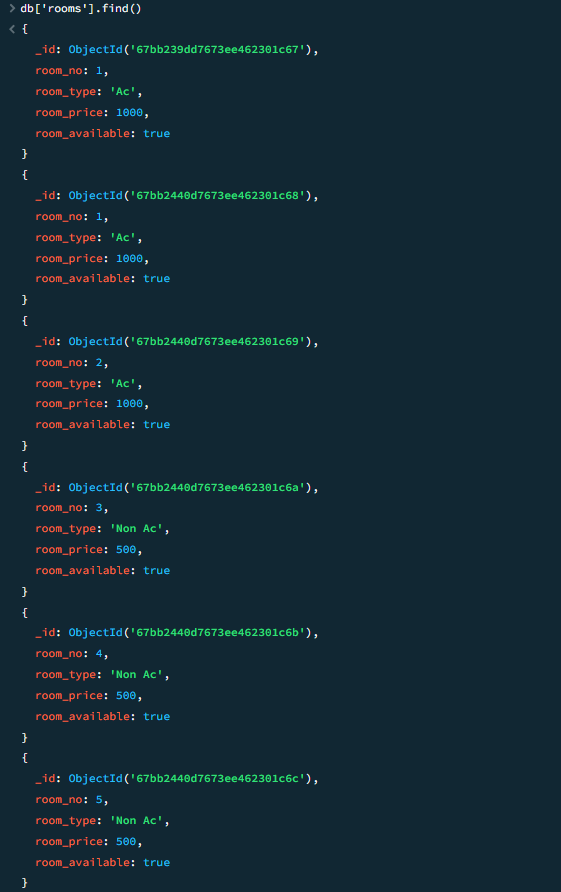 > db['rooms'].find()
< {
_id: ObjectId('67bb239dd7673ee462301c67'),
room_no: 1,
room_type: 'Ac',
room_price: 1000,
room_available: true
}
{
_id: ObjectId('67bb2440d7673ee462301c68'),
room_no: 1,
room_type: 'Ac',
room_price: 1000,
room_available: true
}
{
_id: ObjectId('67bb2440d7673ee462301c69'),
room_no: 2,
room_type: 'Ac',
room_price: 1000,
room_available: true
}
{
_id: ObjectId('67bb2440d7673ee462301c6a'),
room_no: 3,
room_type: 'Non Ac',
room_price: 500,
room_available: true
}
{
_id: ObjectId('67bb2440d7673ee462301c6b'),
room_no: 4,
room_type: 'Non Ac',
room_price: 500,
room_available: true
}
{
_id: ObjectId('67bb2440d7673ee462301c6c'),
room_no: 5,
room_type: 'Non Ac',
room_price: 500,
room_available: true
}